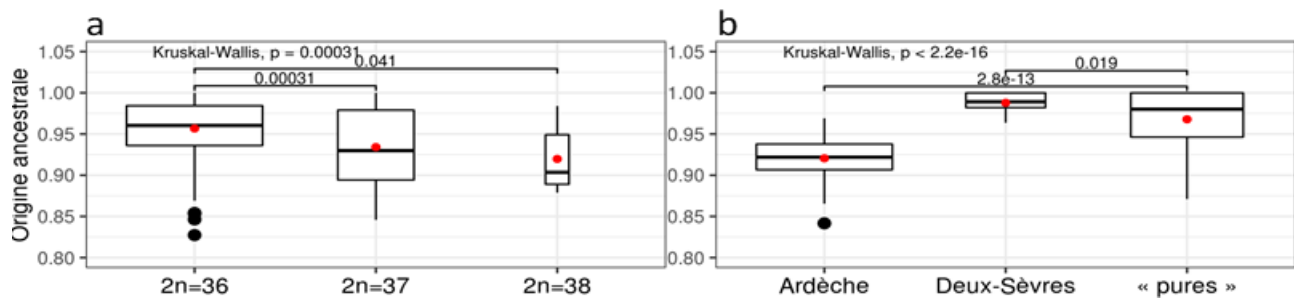 a
Kruskal-Wallis, p = 0.00031
0.041
0.00031
Origine ancestrale
1.05
1.00
0.95
0.90
0.85
0.80
2n=36 2n=37 2n=38
b
Kruskal-Wallis, p < 2.2e-16
0.019
2.8e-13
1.05
1.00
0.95
0.90
0.85
0.80
Ardèche Deux-Sèvres « pures »